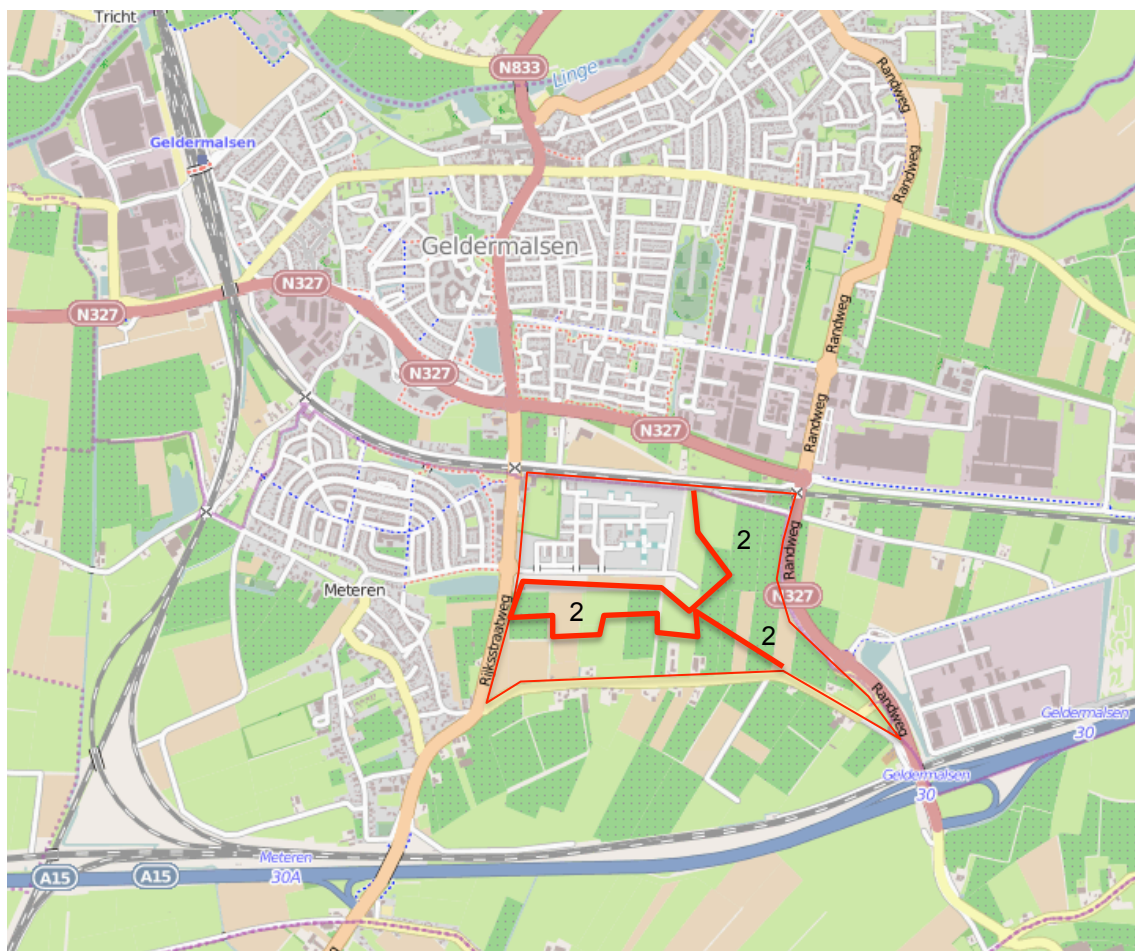 Tricht
N833
Linge
Randweg
Geldermalsen
Randweg
Geldermalsen
N327
N327
Randweg
N327
N327
Randweg
2
Randweg
Meteren
N327
2
Rijksstraatweg
2
Randweg
Geldermalsen
30
Geldermalsen
30
Meteren
30A
A15
A15